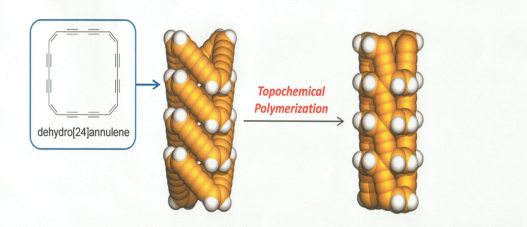 dehydro[24]annulene
Topochemical
Polymerization